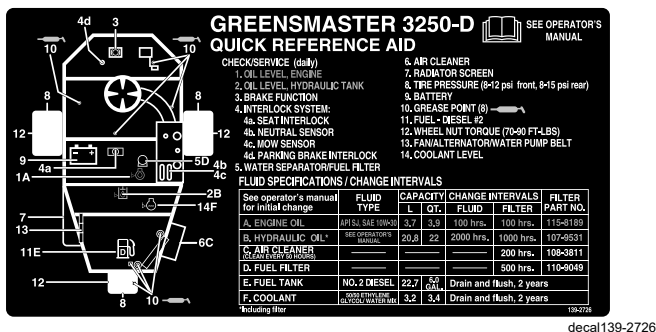 GREENSMASTER 3250-D
QUICK REFERENCE AID
SEE OPERATOR'S
MANUAL
CHECK/SERVICE (daily)
1. OIL LEVEL, ENGINE
2. OIL LEVEL, HYDRAULIC TANK
3. BRAKE FUNCTION
4. INTERLOCK SYSTEM:
4a. SEAT INTERLOCK
4b. NEUTRAL SENSOR
4c. MOW SENSOR
4d. PARKING BRAKE INTERLOCK
5. WATER SEPARATOR/FUEL FILTER
6. AIR CLEANER
7. RADIATOR SCREEN
8. TIRE PRESSURE (8-12 psi front, 8-15 psi rear)
9. BATTERY
10. GREASE POINT (8)
11. FUEL - DIESEL #2
12. WHEEL NUT TORQUE (70-90 FT-LBS)
13. FAN/ALTERNATOR/WATER PUMP BELT
14. COOLANT LEVEL
FLUID SPECIFICATIONS / CHANGE INTERVALS
See operator's manual for initial change | FLUID TYPE | CAPACITY L QT. | CHANGE INTERVALS FLUID FILTER | FILTER PART NO.
A. ENGINE OIL API SJ, SAE 10W-30 3,7 3,9 100 hrs. 100 hrs. 115-8189
B. HYDRAULIC OIL* SEE OPERATOR'S MANUAL 20,8 22 2000 hrs. 1000 hrs. 107-9531
C. AIR CLEANER (CLEAN EVERY 50 HOURS) 200 hrs. 108-3811
D. FUEL FILTER 500 hrs. 110-9049
E. FUEL TANK NO. 2 DIESEL 22,7 6,0 GAL. Drain and flush, 2 years
F. COOLANT 50/50 ETHYLENE GLYCOL/ WATER MIX 3,2 3,4 Drain and flush, 2 years
*Including filter
139-2726
4d
3
10
10
8
8
12
12
9
4a
1A
5D
4b
4c
2B
14F
7
13
11E
6C
12
8
10
decal139-2726